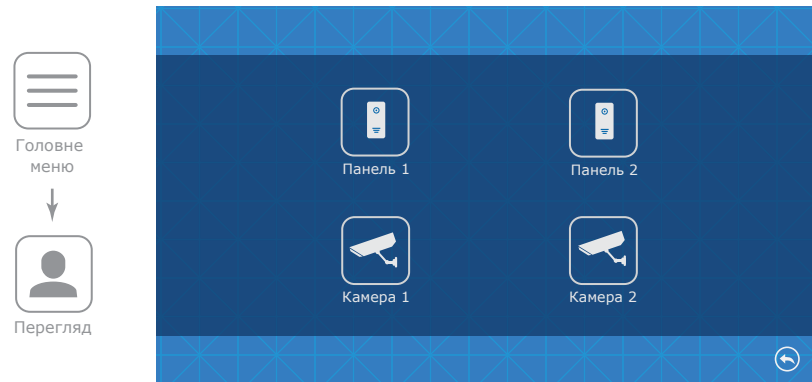 Головне
меню
Перегляд
Панель 1
Панель 2
Камера 1
Камера 2